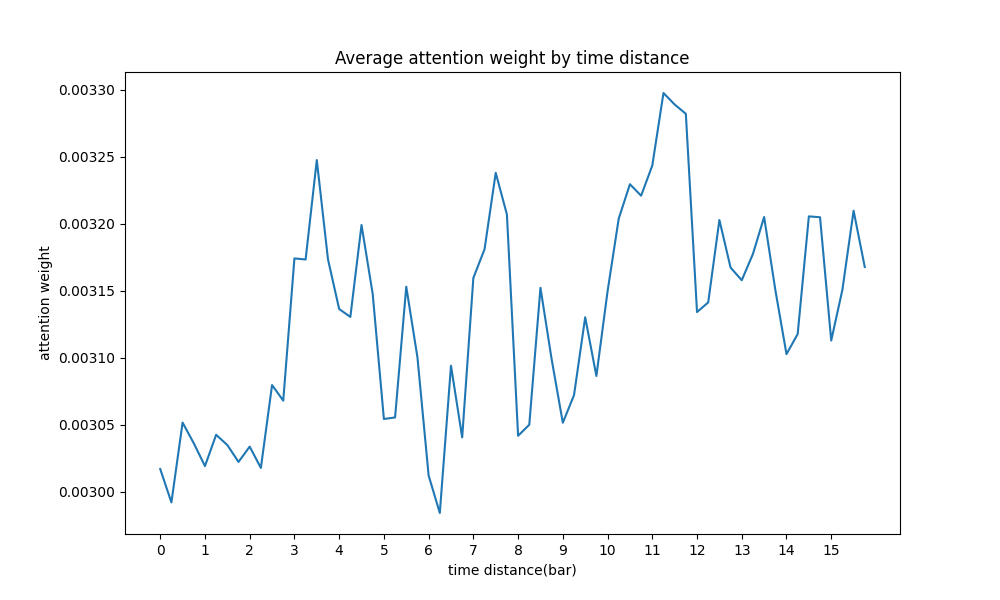 Average attention weight by time distance
0.00330
0.00325
0.00320
0.00315
0.00310
0.00305
0.00300
attention weight
0 1 2 3 4 5 6 7 8 9 10 11 12 13 14 15
time distance(bar)